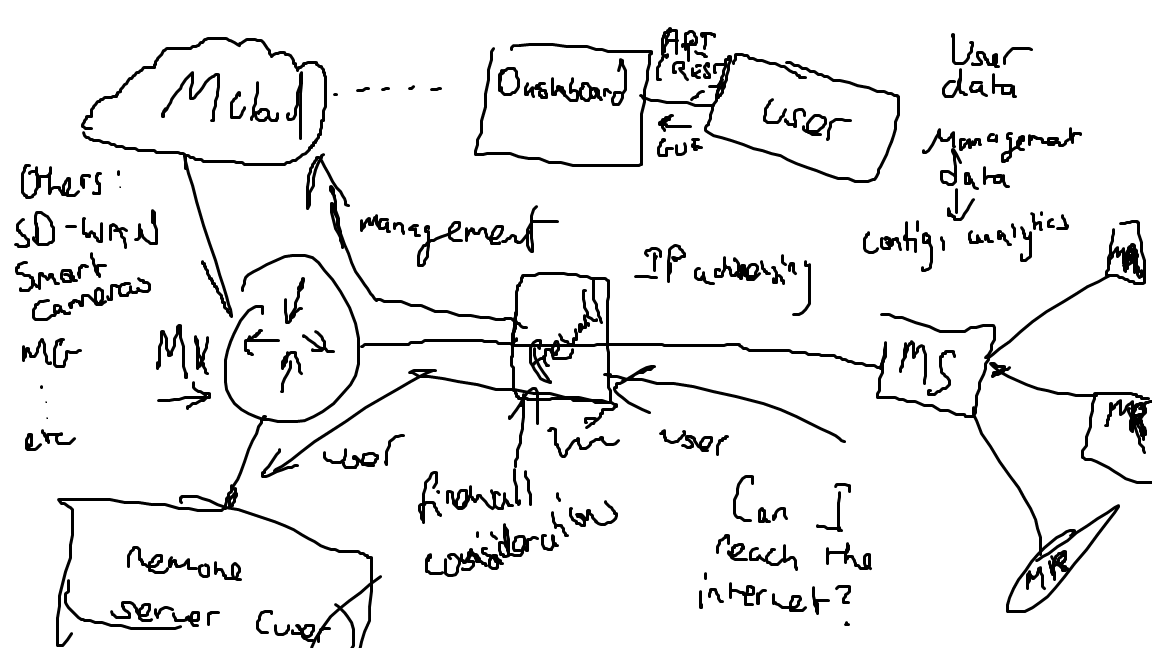 M cloud
Dashboard
API
(REST
GUI
user
User
data
Management
data
config, analytics
Others:
SD-WAN
Smart
cameras
MG
etc
management
IP addressing
MX
firewall
MS
MR
MR
MR
user
user
firewall
considerations
Can I
reach the
internet?
Remote
server (user